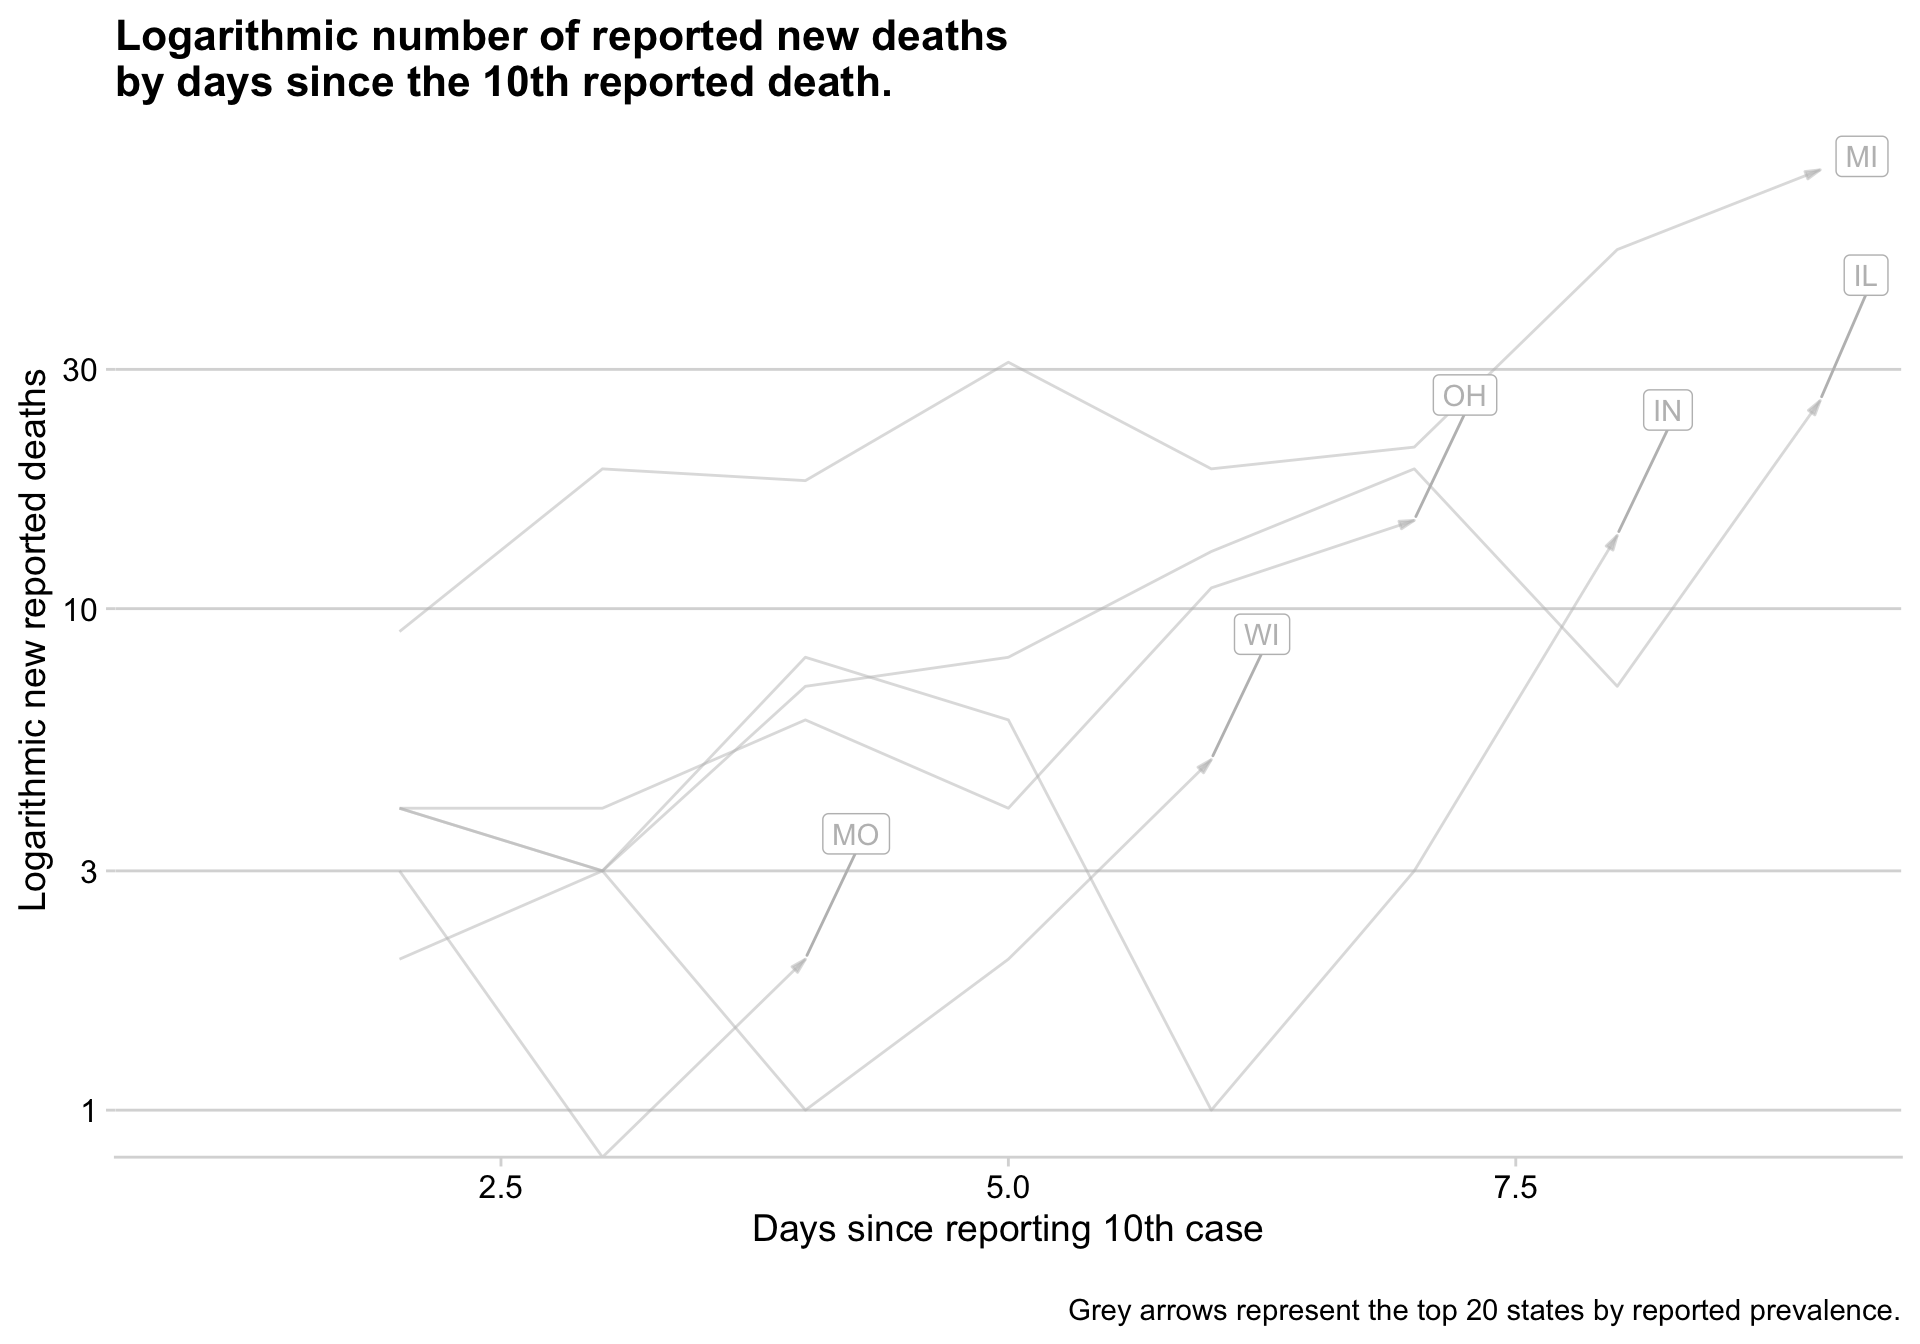 Logarithmic number of reported new deaths
by days since the 10th reported death.
MI
IL
30
OH
IN
10
WI
MO
3
1
Logarithmic new reported deaths
2.5
5.0
7.5
Days since reporting 10th case
Grey arrows represent the top 20 states by reported prevalence.